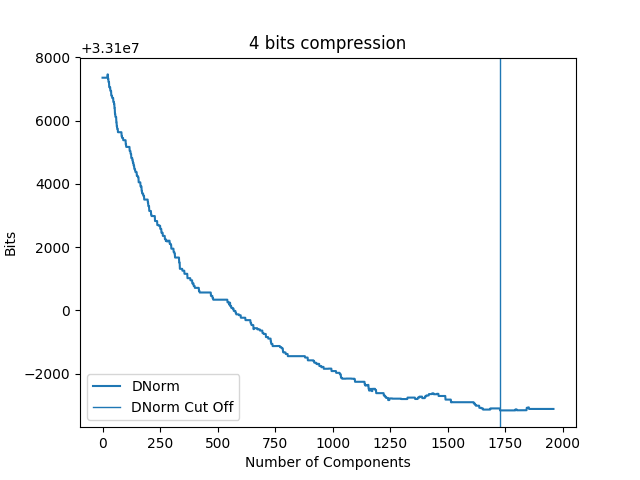 4 bits compression
+3.31e7
8000
6000
4000
2000
0
−2000
Bits
DNorm
DNorm Cut Off
0 250 500 750 1000 1250 1500 1750 2000
Number of Components